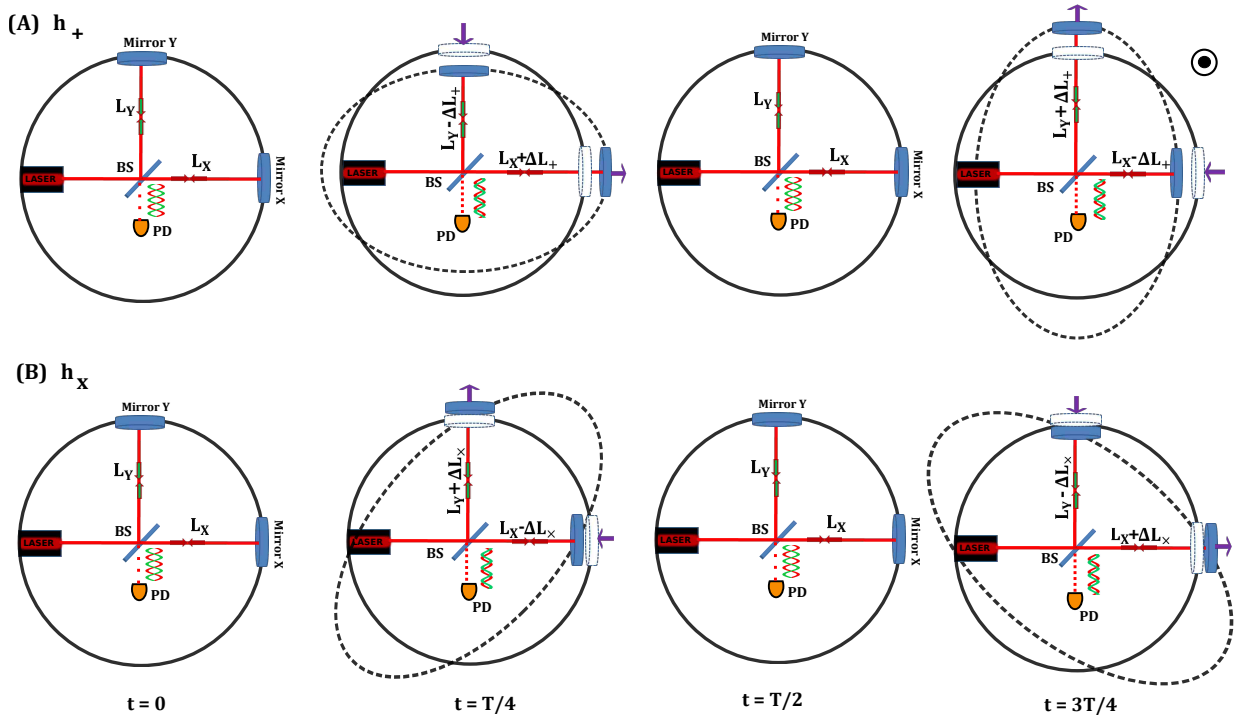 (A) h+
Mirror Y
LY
LX
BS
LASER
Mirror X
PD
LY - ΔL+
LX+ΔL+
BS
LASER
PD
Mirror Y
LY
LX
BS
LASER
Mirror X
PD
LY+ ΔL+
LX-ΔL+
BS
LASER
PD
(B) hx
Mirror Y
LY
LX
BS
LASER
Mirror X
PD
LY+ ΔL×
LX-ΔL×
BS
LASER
PD
Mirror Y
LY
LX
BS
LASER
Mirror X
PD
LY- ΔL×
LX+ΔL×
BS
LASER
PD
t = 0
t = T/4
t = T/2
t = 3T/4